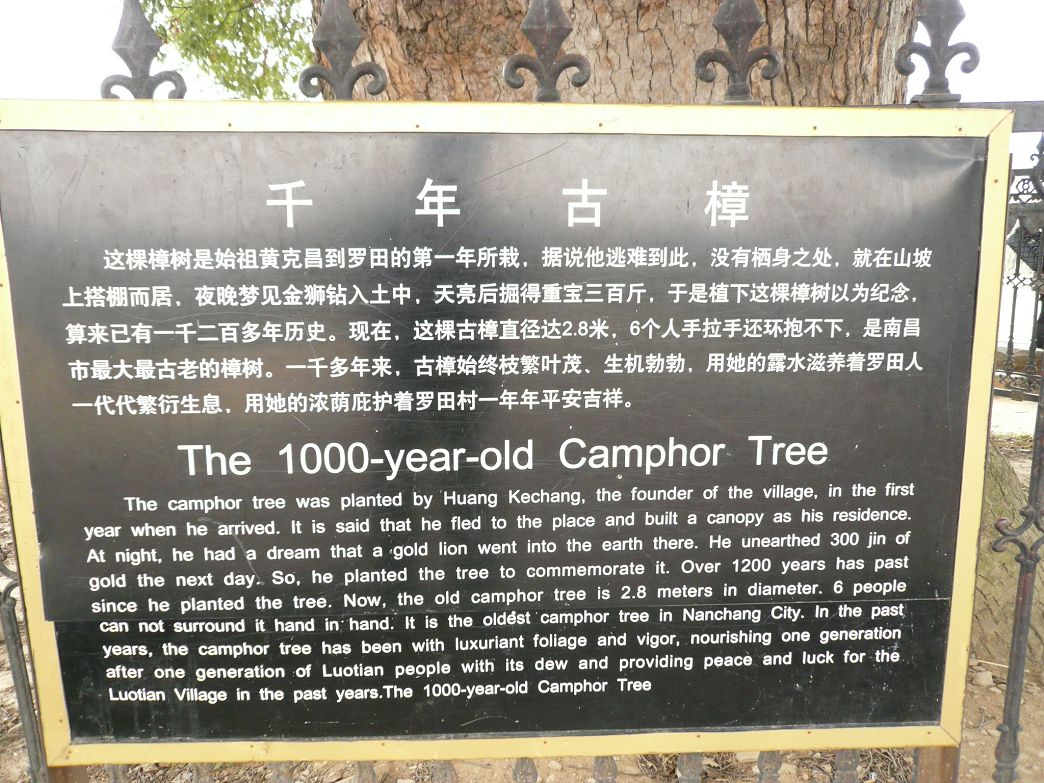 千年古樟
这棵樟树是始祖黄克昌到罗田的第一年所栽，据说他逃难到此，没有栖身之处，就在山坡
上搭棚而居，夜晚梦见金狮钻入土中，天亮后掘得重宝三百斤，于是植下这棵樟树以为纪念，
算来已有一千二百多年历史。现在，这棵古樟直径达2.8米，6个人手拉手还环抱不下，是南昌
市最大最古老的樟树。一千多年来，古樟始终枝繁叶茂、生机勃勃，用她的露水滋养着罗田人
一代代繁衍生息，用她的浓荫庇护着罗田村一年年平安吉祥。
The 1000-year-old Camphor Tree
The camphor tree was planted by Huang Kechang, the founder of the village, in the first
year when he arrived. It is said that he fled to the place and built a canopy as his residence.
At night, he had a dream that a gold lion went into the earth there. He unearthed 300 jin of
gold the next day. So, he planted the tree to commemorate it. Over 1200 years has past
since he planted the tree. Now, the old camphor tree is 2.8 meters in diameter. 6 people
can not surround it hand in hand. It is the oldest camphor tree in Nanchang City. In the past
years, the camphor tree has been with luxuriant foliage and vigor, nourishing one generation
after one generation of Luotian people with its dew and providing peace and luck for the
Luotian Village in the past years.The 1000-year-old Camphor Tree